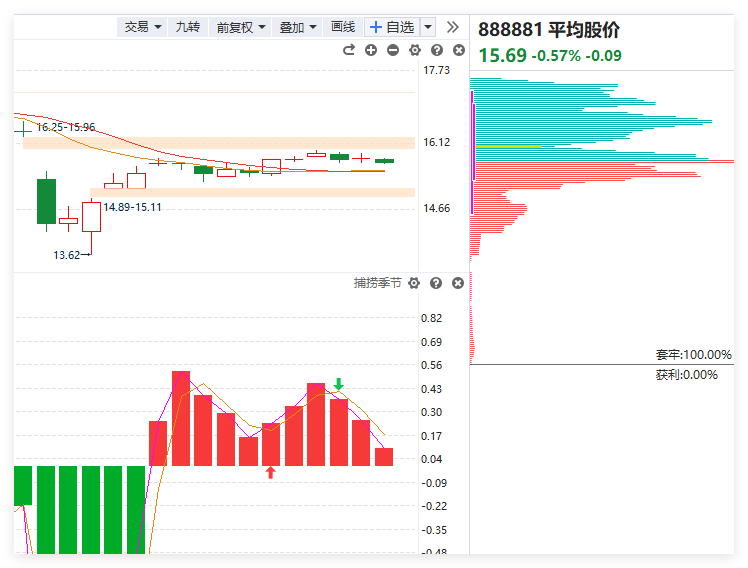 交易 九转 前复权 叠加 画线 +自选
888881 平均股价
15.69 -0.57% -0.09
17.73
16.25-15.96
16.12
14.89-15.11
14.66
13.62
捕捞季节
0.82
0.69
0.56
0.43
0.30
0.17
0.04
-0.09
-0.22
-0.35
-0.48
套牢:100.00%
获利:0.00%